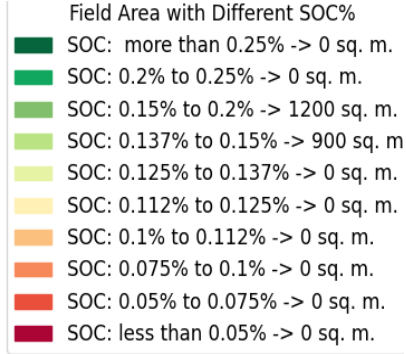 Field Area with Different SOC%
SOC:  more than 0.25% -> 0 sq. m.
SOC: 0.2% to 0.25% -> 0 sq. m.
SOC: 0.15% to 0.2% -> 1200 sq. m.
SOC: 0.137% to 0.15% -> 900 sq. m
SOC: 0.125% to 0.137% -> 0 sq. m.
SOC: 0.112% to 0.125% -> 0 sq. m.
SOC: 0.1% to 0.112% -> 0 sq. m.
SOC: 0.075% to 0.1% -> 0 sq. m.
SOC: 0.05% to 0.075% -> 0 sq. m.
SOC: less than 0.05% -> 0 sq. m.